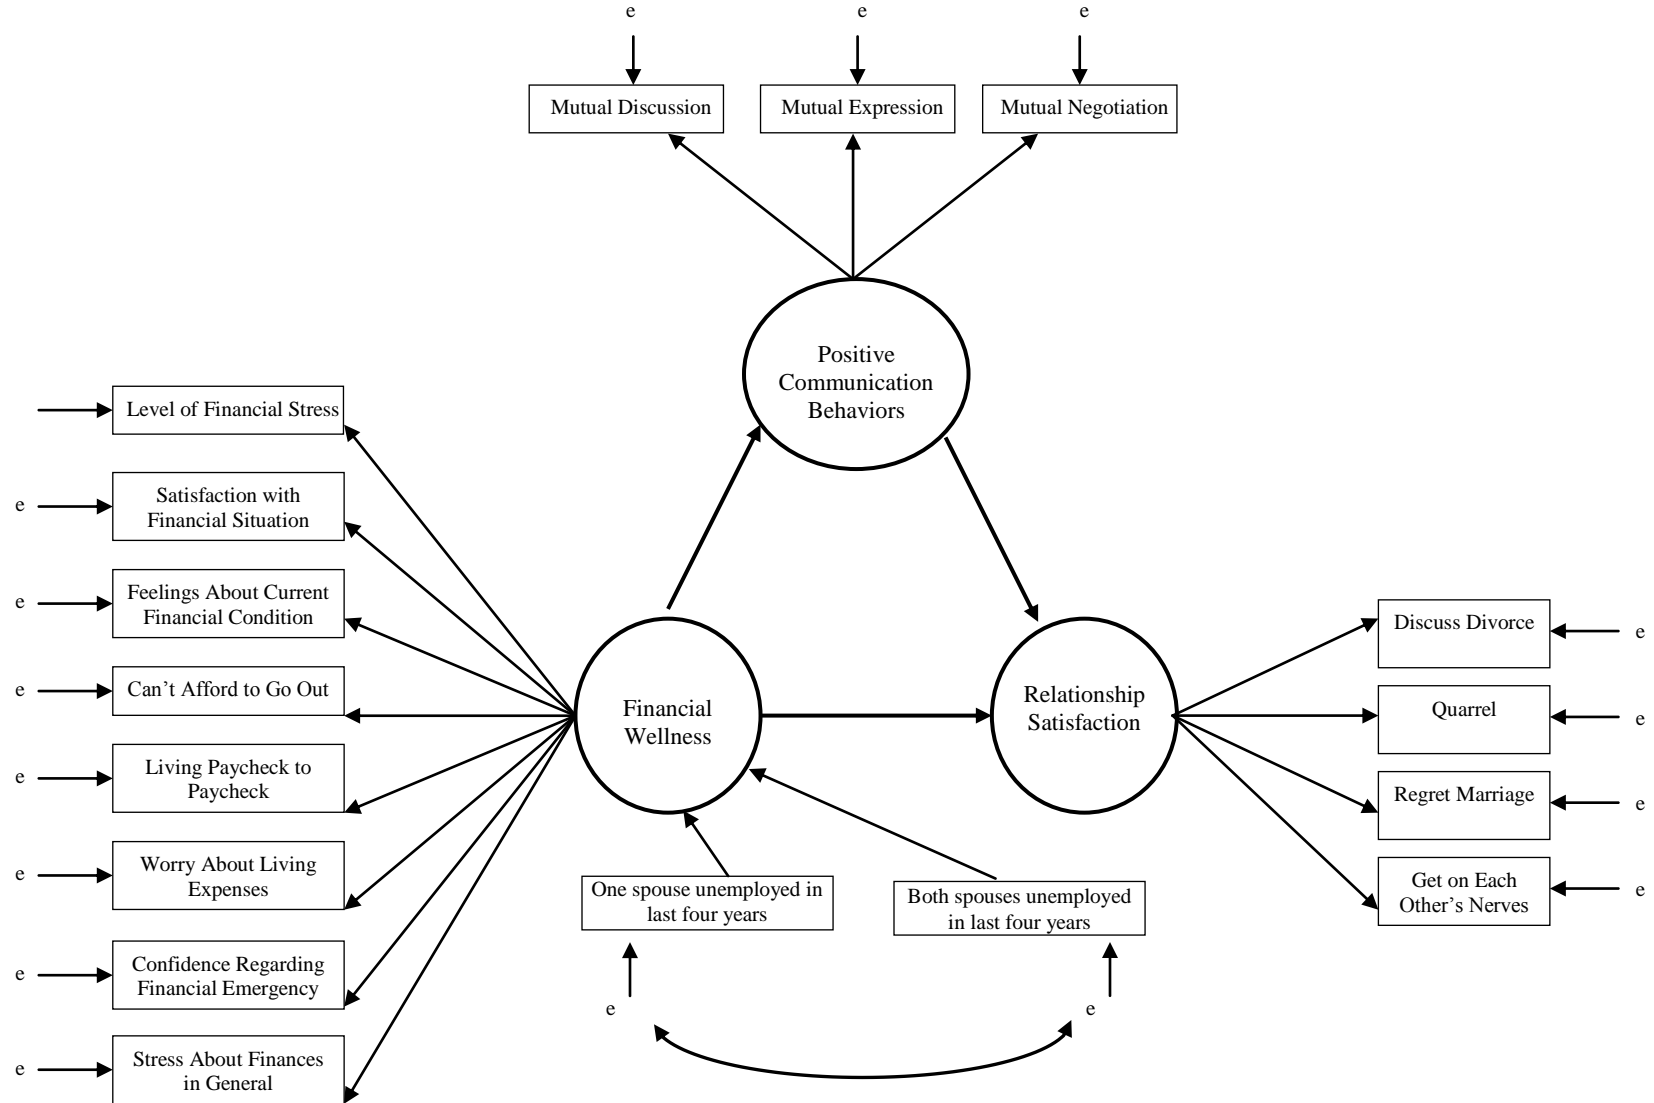 e
e
e
Mutual Discussion
Mutual Expression
Mutual Negotiation
Positive
Communication
Behaviors
Level of Financial Stress
e
Satisfaction with
Financial Situation
e
Feelings About Current
Financial Condition
e
Can't Afford to Go Out
e
Living Paycheck to
Paycheck
e
Worry About Living
Expenses
e
Confidence Regarding
Financial Emergency
e
Stress About Finances
in General
Financial
Wellness
Relationship
Satisfaction
Discuss Divorce
e
Quarrel
e
Regret Marriage
e
Get on Each
Other's Nerves
e
One spouse unemployed in
last four years
Both spouses unemployed
in last four years
e
e